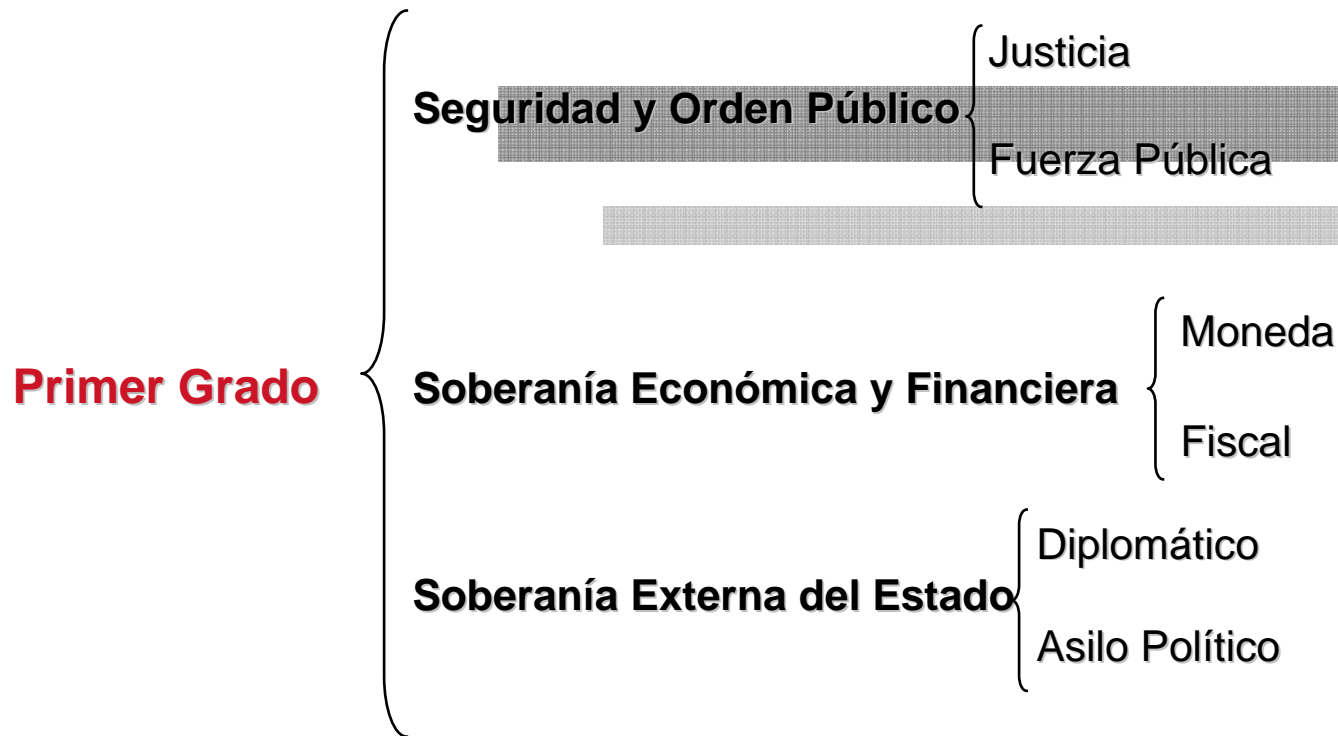 Primer Grado
Seguridad y Orden Público
Justicia
Fuerza Pública
Soberanía Económica y Financiera
Moneda
Fiscal
Soberanía Externa del Estado
Diplomático
Asilo Político